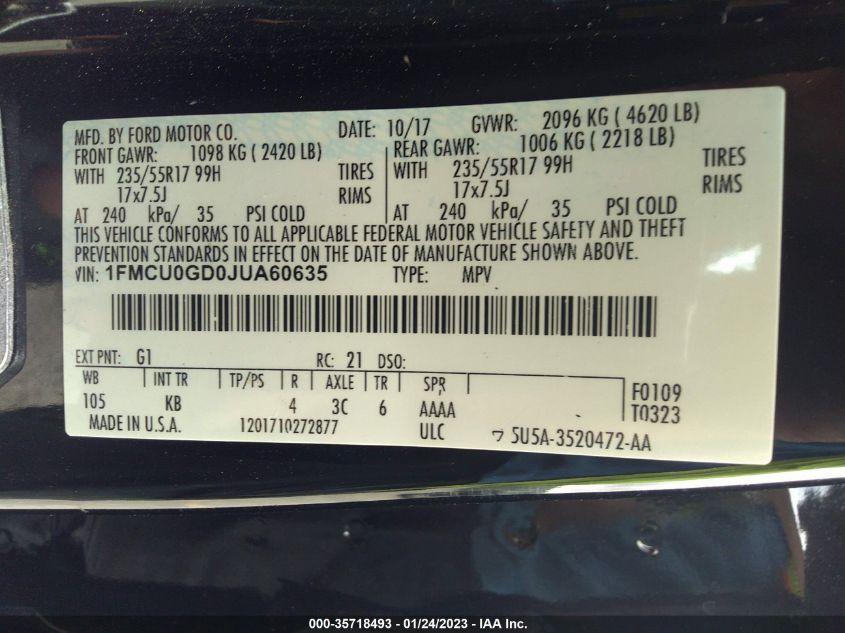 MFD. BY FORD MOTOR CO. DATE: 10/17 GVWR: 2096 KG ( 4620 LB)
FRONT GAWR: 1098 KG ( 2420 LB) REAR GAWR: 1006 KG ( 2218 LB)
WITH 235/55R17 99H TIRES WITH 235/55R17 99H TIRES
17x7.5J RIMS 17x7.5J RIMS
AT 240 kPa/ 35 PSI COLD AT 240 kPa/ 35 PSI COLD
THIS VEHICLE CONFORMS TO ALL APPLICABLE FEDERAL MOTOR VEHICLE SAFETY AND THEFT
PREVENTION STANDARDS IN EFFECT ON THE DATE OF MANUFACTURE SHOWN ABOVE.
VIN: 1FMCU0GD0JUA60635 TYPE: MPV
EXT PNT: G1 RC: 21 DSO:
WB INT TR TP/PS R AXLE TR SPR F0109
105 KB 4 3C 6 AAAA T0323
MADE IN U.S.A. 1201710272877 ULC 5U5A-3520472-AA
000-35718493 - 01/24/2023 - IAA Inc.